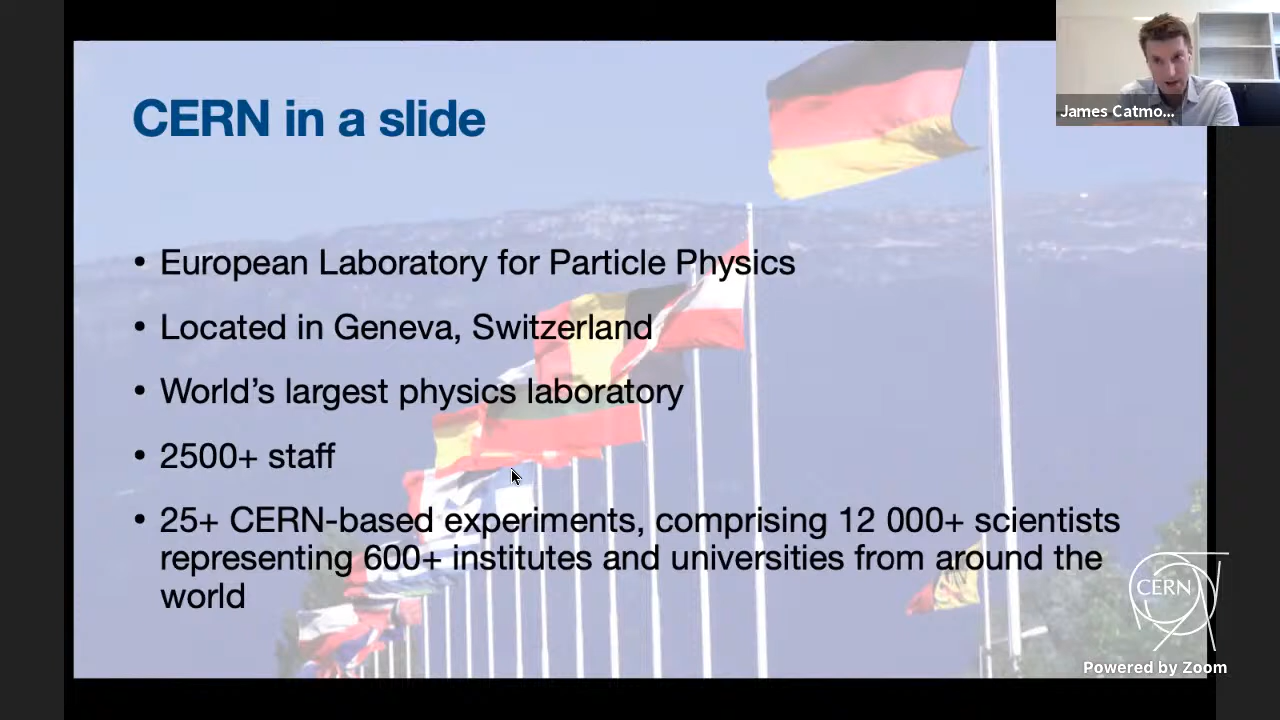 CERN in a slide
James Catmo...
• European Laboratory for Particle Physics
• Located in Geneva, Switzerland
• World’s largest physics laboratory
• 2500+ staff
• 25+ CERN-based experiments, comprising 12 000+ scientists
representing 600+ institutes and universities from around the
world
CERN
Powered by Zoom